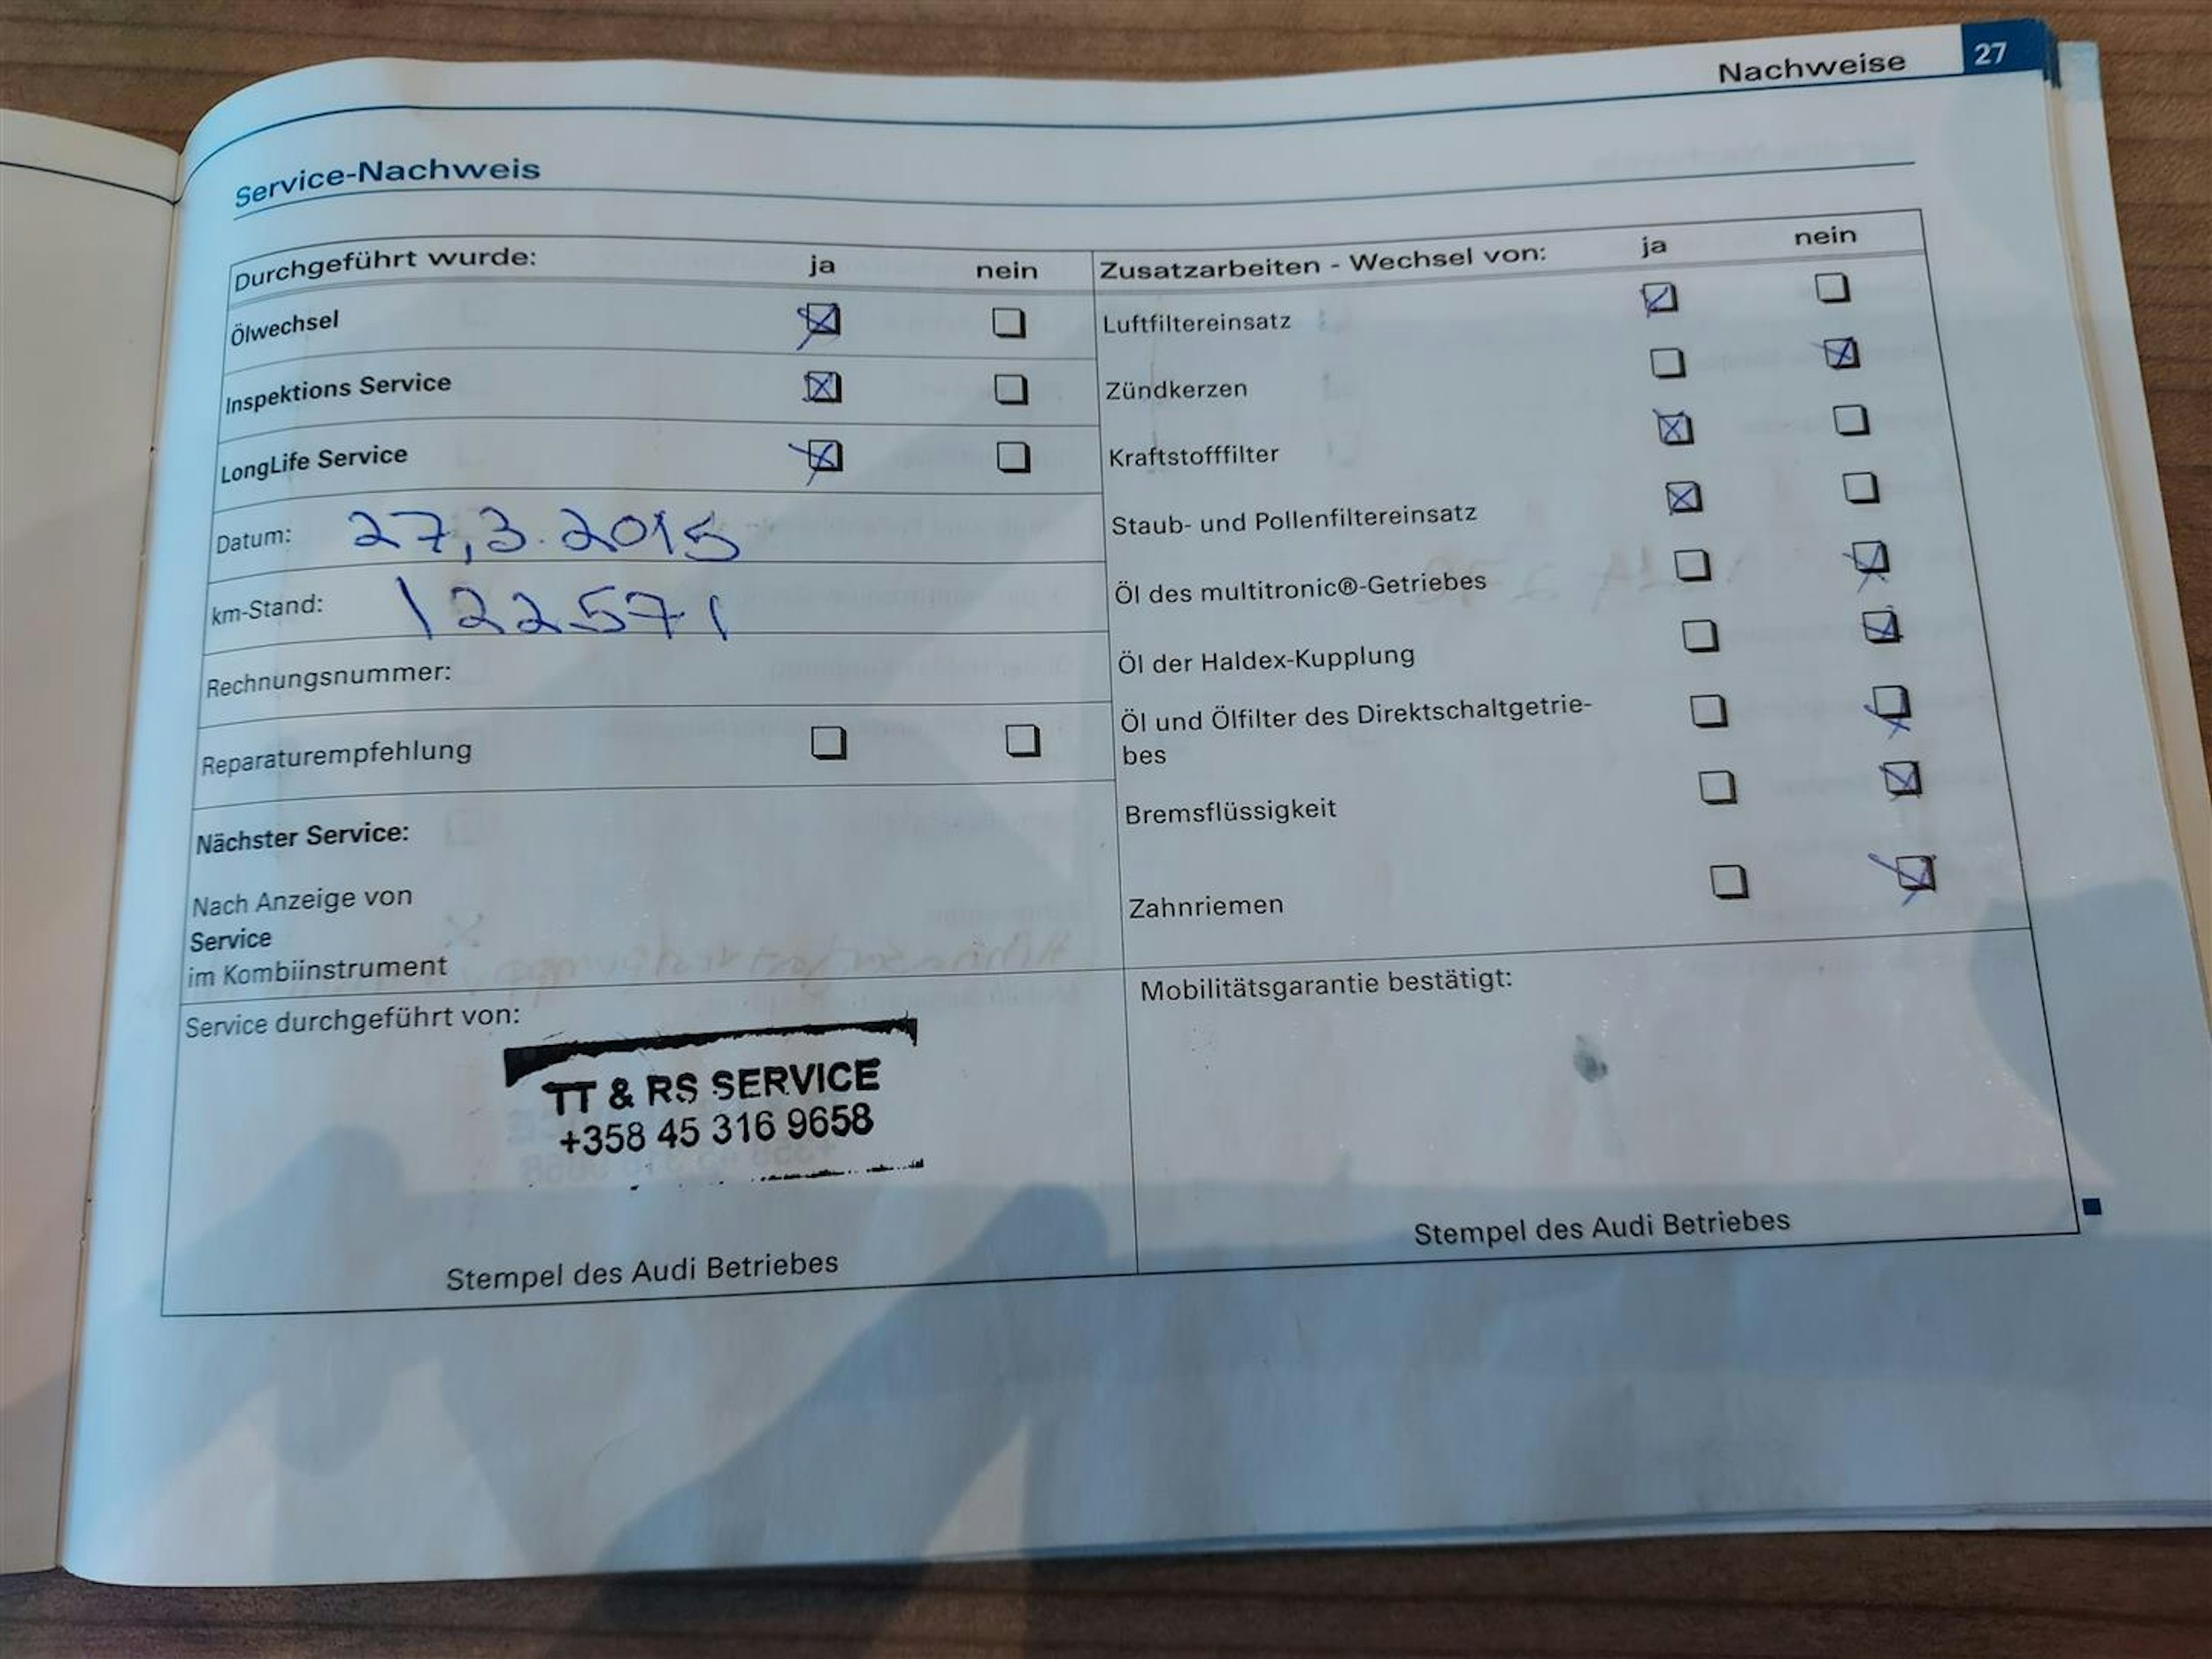 Nachweise 27
Service-Nachweis
Durchgeführt wurde: ja nein
Ölwechsel
Inspektions Service
LongLife Service
Datum: 27,3.2015
km-Stand: 122571
Rechnungsnummer:
Reparaturempfehlung
Nächster Service:
Nach Anzeige von
Service
im Kombiinstrument
Service durchgeführt von:
TT & RS SERVICE
+358 45 316 9658
Stempel des Audi Betriebes
Zusatzarbeiten - Wechsel von: ja nein
Luftfiltereinsatz
Zündkerzen
Kraftstofffilter
Staub- und Pollenfiltereinsatz
Öl des multitronic®-Getriebes
Öl der Haldex-Kupplung
Öl und Ölfilter des Direktschaltgetrie-
bes
Bremsflüssigkeit
Zahnriemen
Mobilitätsgarantie bestätigt:
Stempel des Audi Betriebes